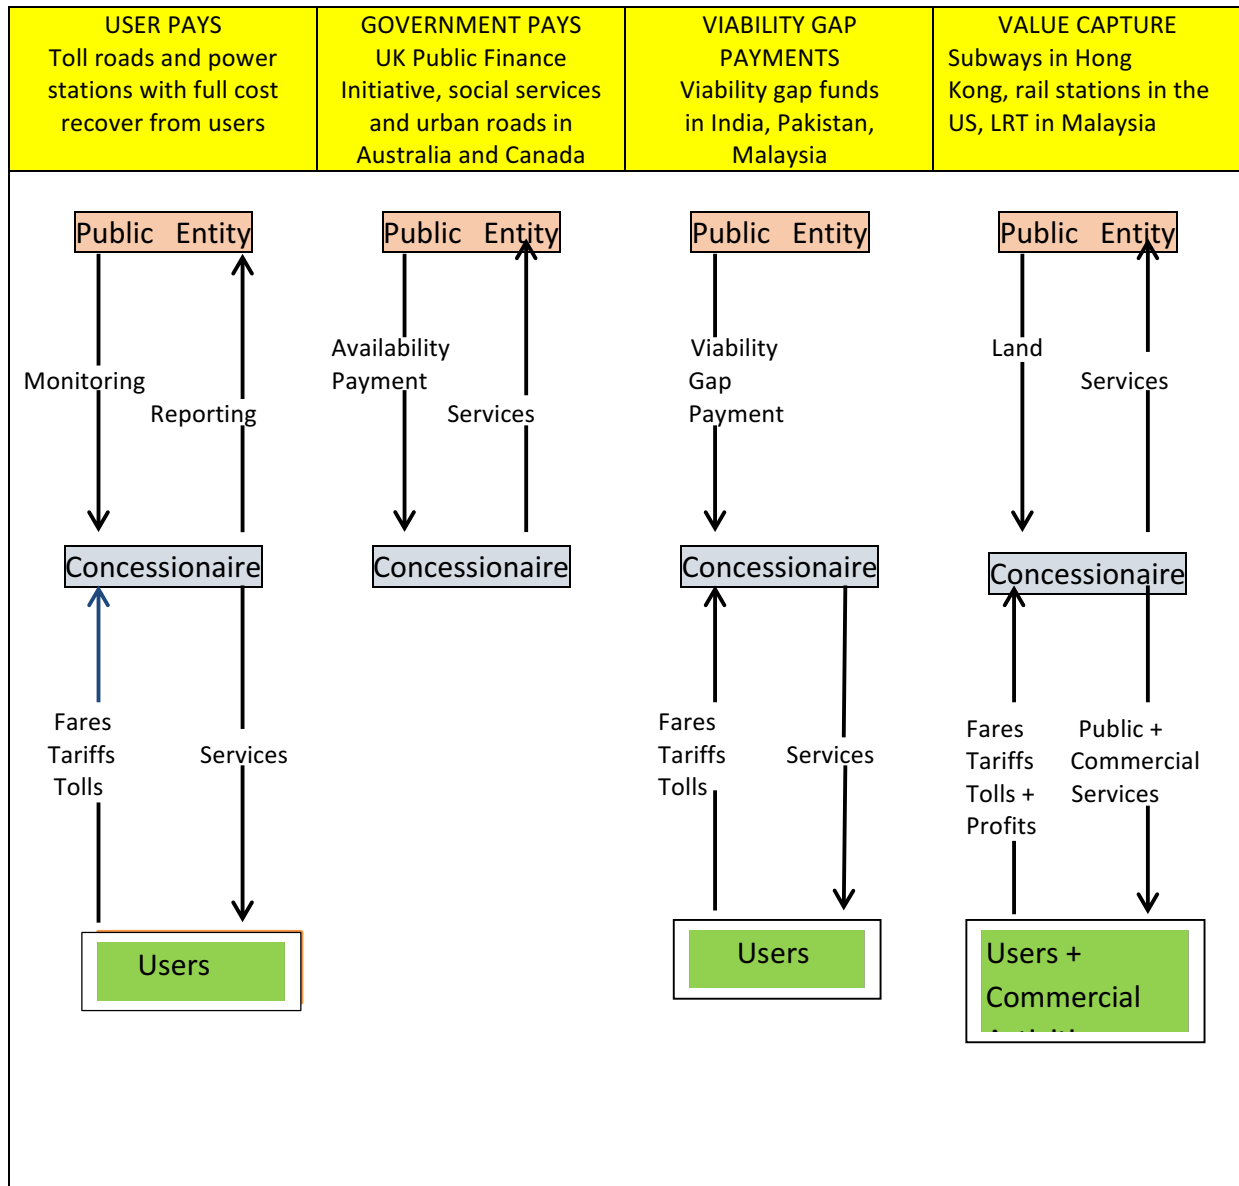 USER PAYS
Toll roads and power
stations with full cost
recover from users
GOVERNMENT PAYS
UK Public Finance
Initiative, social services
and urban roads in
Australia and Canada
VIABILITY GAP
PAYMENTS
Viability gap funds
in India, Pakistan,
Malaysia
VALUE CAPTURE
Subways in Hong
Kong, rail stations in the
US, LRT in Malaysia
Public Entity
Monitoring
Reporting
Concessionaire
Fares
Tariffs
Tolls
Services
Users
Public Entity
Availability
Payment
Services
Concessionaire
Public Entity
Viability
Gap
Payment
Concessionaire
Fares
Tariffs
Tolls
Services
Users
Public Entity
Land
Services
Concessionaire
Fares
Tariffs
Tolls +
Profits
Public +
Commercial
Services
Users +
Commercial